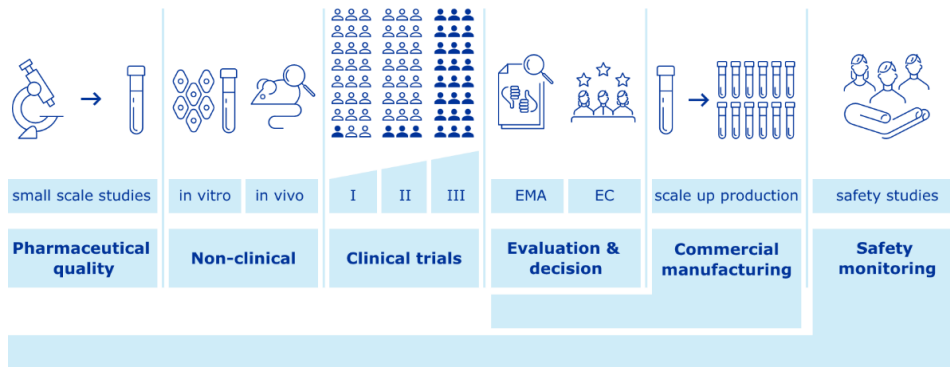 small scale studies
in vitro
in vivo
I
II
III
EMA
EC
scale up production
safety studies
Pharmaceutical
quality
Non-clinical
Clinical trials
Evaluation &
decision
Commercial
manufacturing
Safety
monitoring